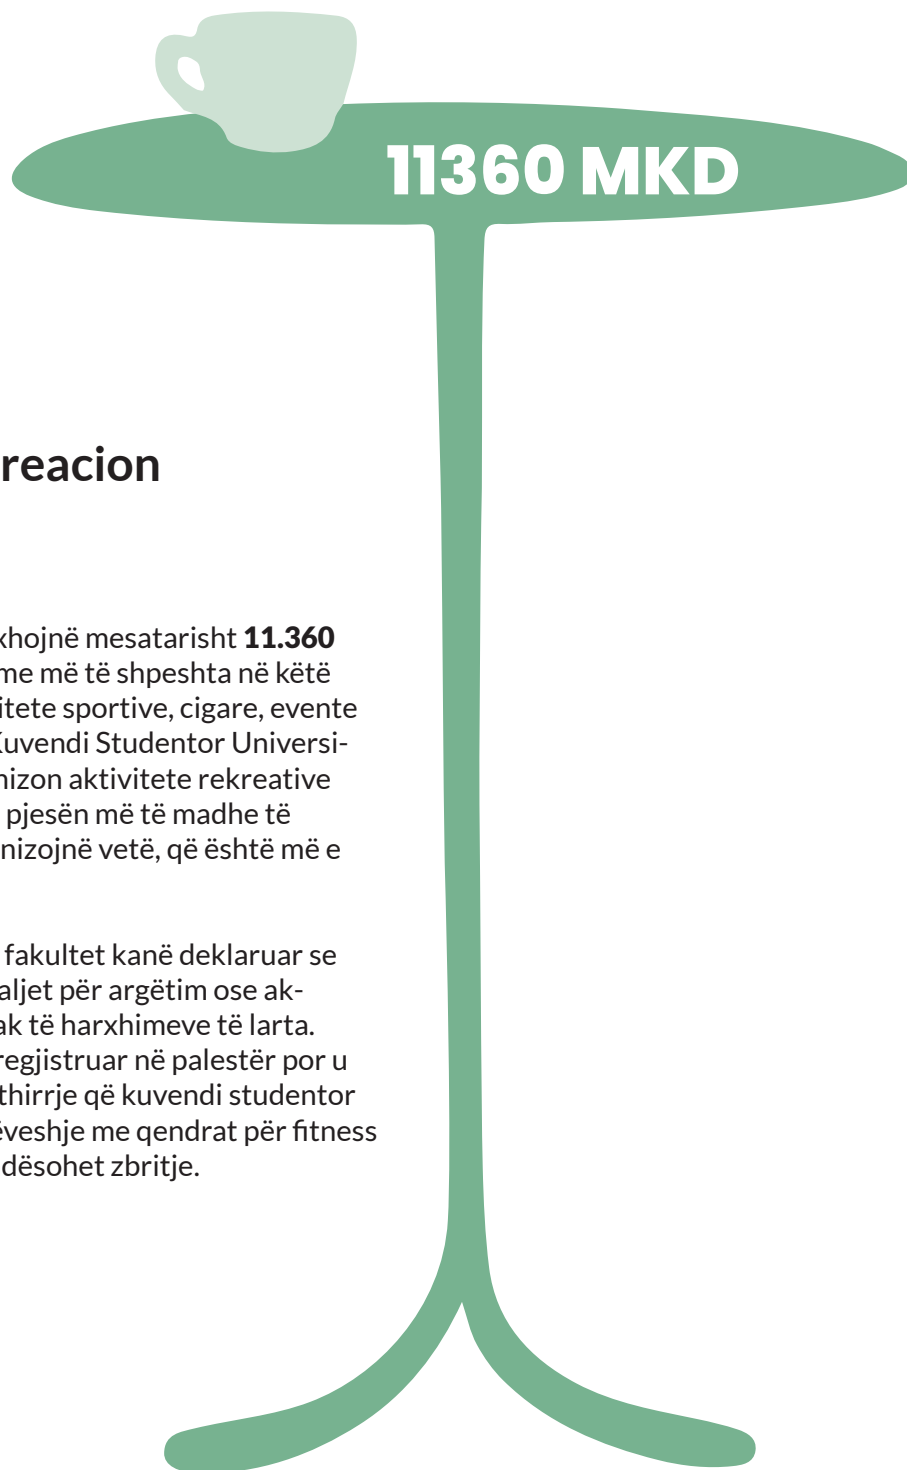 11360 MKD
reacion
xhojnë mesatarisht 11.360
me më të shpeshta në këtë
itete sportive, cigare, evente
Kuvendi Studentor Universi-
nizon aktivitete rekreative
pjesën më të madhe të
nizojnë vetë, që është më e
fakultet kanë deklaruar se
aljet për argëtim ose ak-
ak të harxhimeve të larta.
regjistruar në palestër por u
thirrje që kuvendi studentor
ëveshje me qendrat për fitness
dësohet zbritje.